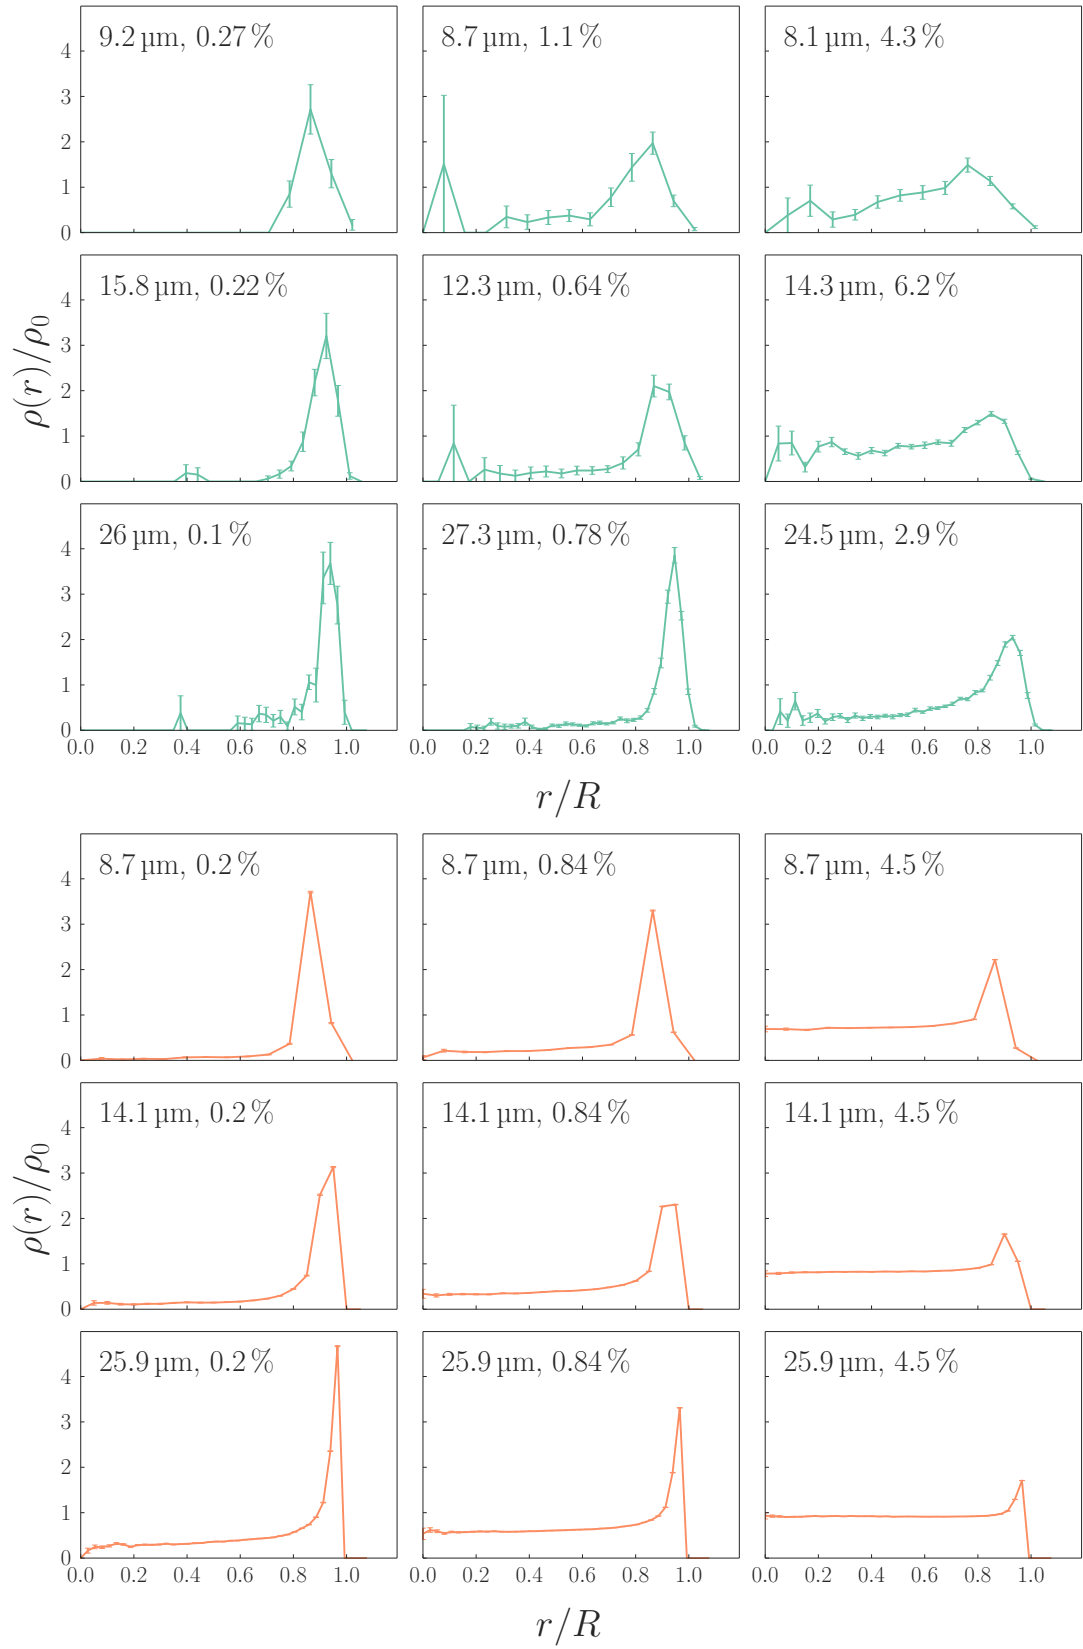 9.2 µm, 0.27 %
8.7 µm, 1.1 %
8.1 µm, 4.3 %
4
3
2
1
0
15.8 µm, 0.22 %
12.3 µm, 0.64 %
14.3 µm, 6.2 %
4
3
2
1
0
ρ(r)/ρ₀
26 µm, 0.1 %
27.3 µm, 0.78 %
24.5 µm, 2.9 %
4
3
2
1
0
0.0 0.2 0.4 0.6 0.8 1.0
0.0 0.2 0.4 0.6 0.8 1.0
0.0 0.2 0.4 0.6 0.8 1.0
r/R
8.7 µm, 0.2 %
8.7 µm, 0.84 %
8.7 µm, 4.5 %
4
3
2
1
0
14.1 µm, 0.2 %
14.1 µm, 0.84 %
14.1 µm, 4.5 %
4
3
2
1
0
ρ(r)/ρ₀
25.9 µm, 0.2 %
25.9 µm, 0.84 %
25.9 µm, 4.5 %
4
3
2
1
0
0.0 0.2 0.4 0.6 0.8 1.0
0.0 0.2 0.4 0.6 0.8 1.0
0.0 0.2 0.4 0.6 0.8 1.0
r/R